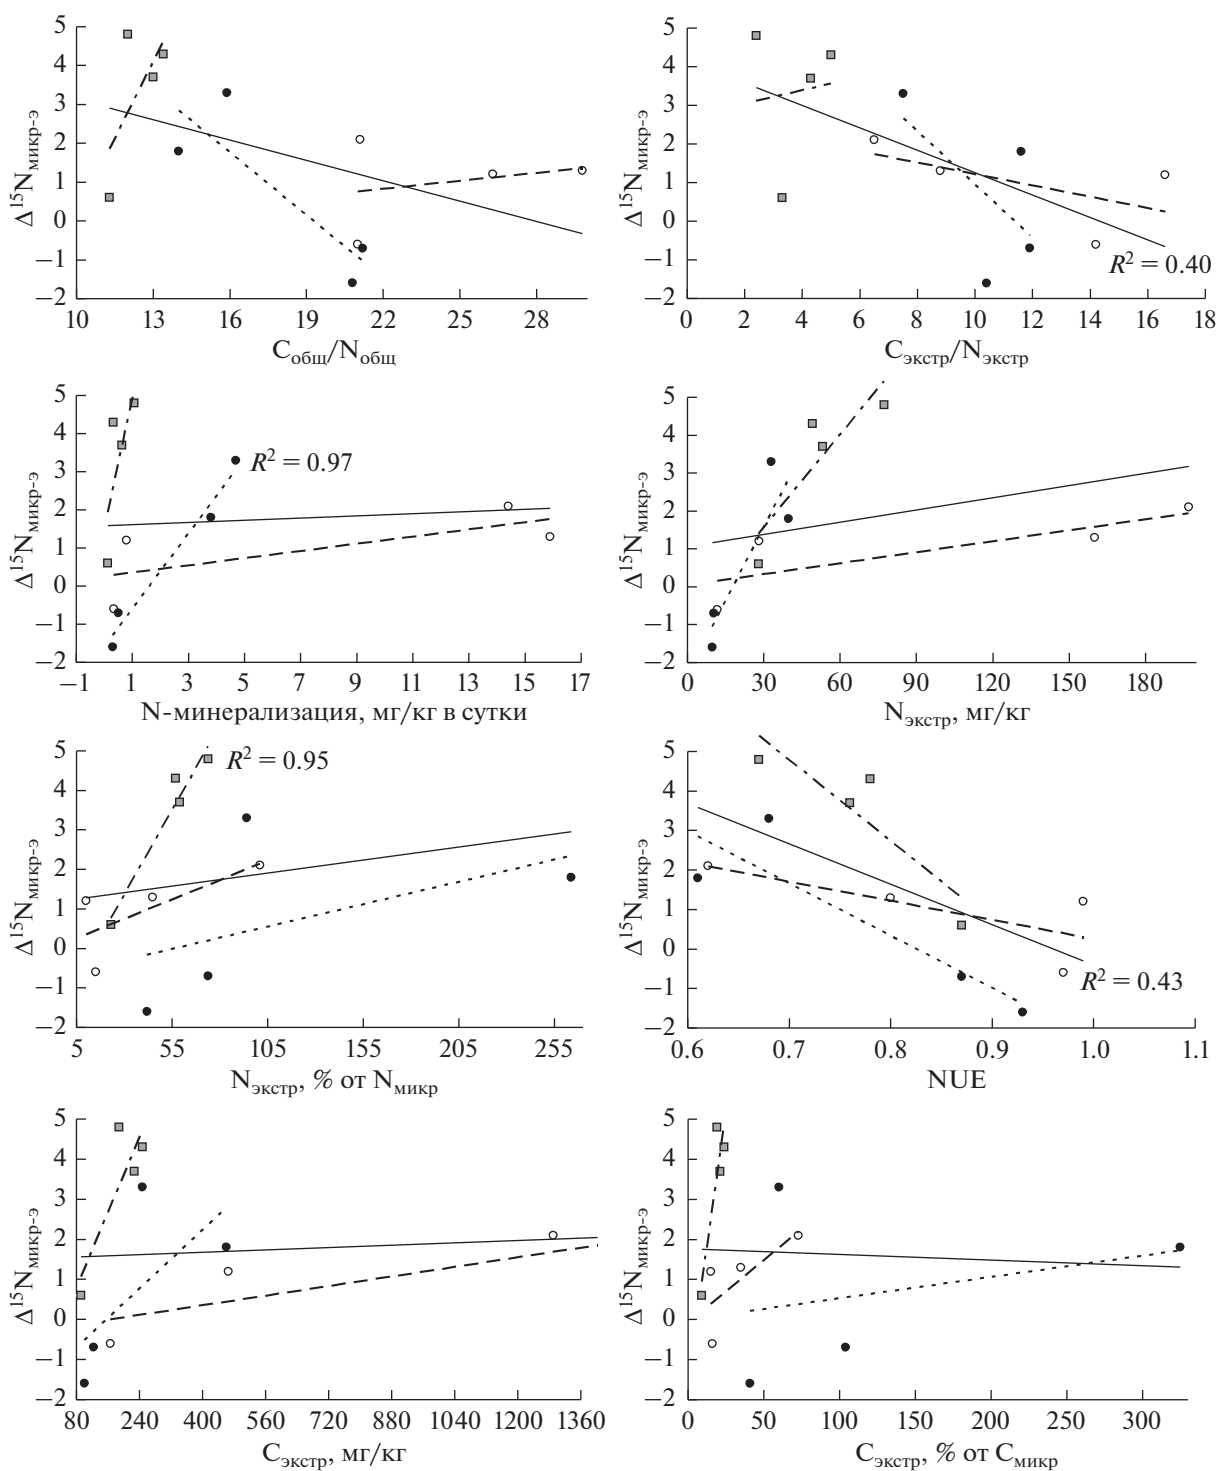 5
4
3
2
1
0
−1
−2
Δ¹⁵Nмикр-э
10 13 16 19 22 25 28
Cобщ/Nобщ
5
4
3
2
1
0
−1
−2
Δ¹⁵Nмикр-э
R² = 0.40
0 2 4 6 8 10 12 14 16 18
Cэкстр/Nэкстр
5
4
3
2
1
0
−1
−2
Δ¹⁵Nмикр-э
R² = 0.97
−1 1 3 5 7 9 11 13 15 17
N-минерализация, мг/кг в сутки
5
4
3
2
1
0
−1
−2
Δ¹⁵Nмикр-э
0 30 60 90 120 150 180
Nэкстр, мг/кг
5
4
3
2
1
0
−1
−2
Δ¹⁵Nмикр-э
R² = 0.95
5 55 105 155 205 255
Nэкстр, % от Nмикр
5
4
3
2
1
0
−1
−2
Δ¹⁵Nмикр-э
R² = 0.43
0.6 0.7 0.8 0.9 1.0 1.1
NUE
5
4
3
2
1
0
−1
−2
Δ¹⁵Nмикр-э
80 240 400 560 720 880 1040 1200 1360
Cэкстр, мг/кг
5
4
3
2
1
0
−1
−2
Δ¹⁵Nмикр-э
0 50 100 150 200 250 300
Cэкстр, % от Cмикр